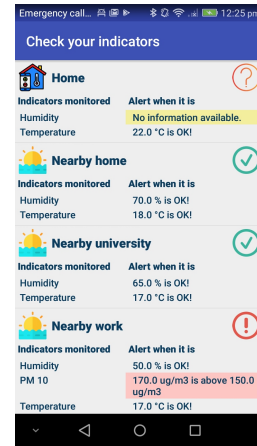 Emergency call... 12:25 pm
Check your indicators
Home
Indicators monitored Alert when it is
Humidity No information available.
Temperature 22.0 °C is OK!
Nearby home
Indicators monitored Alert when it is
Humidity 70.0 % is OK!
Temperature 18.0 °C is OK!
Nearby university
Indicators monitored Alert when it is
Humidity 65.0 % is OK!
Temperature 17.0 °C is OK!
Nearby work
Indicators monitored Alert when it is
Humidity 50.0 % is OK!
PM 10 170.0 ug/m3 is above 150.0
ug/m3
Temperature 17.0 °C is OK!